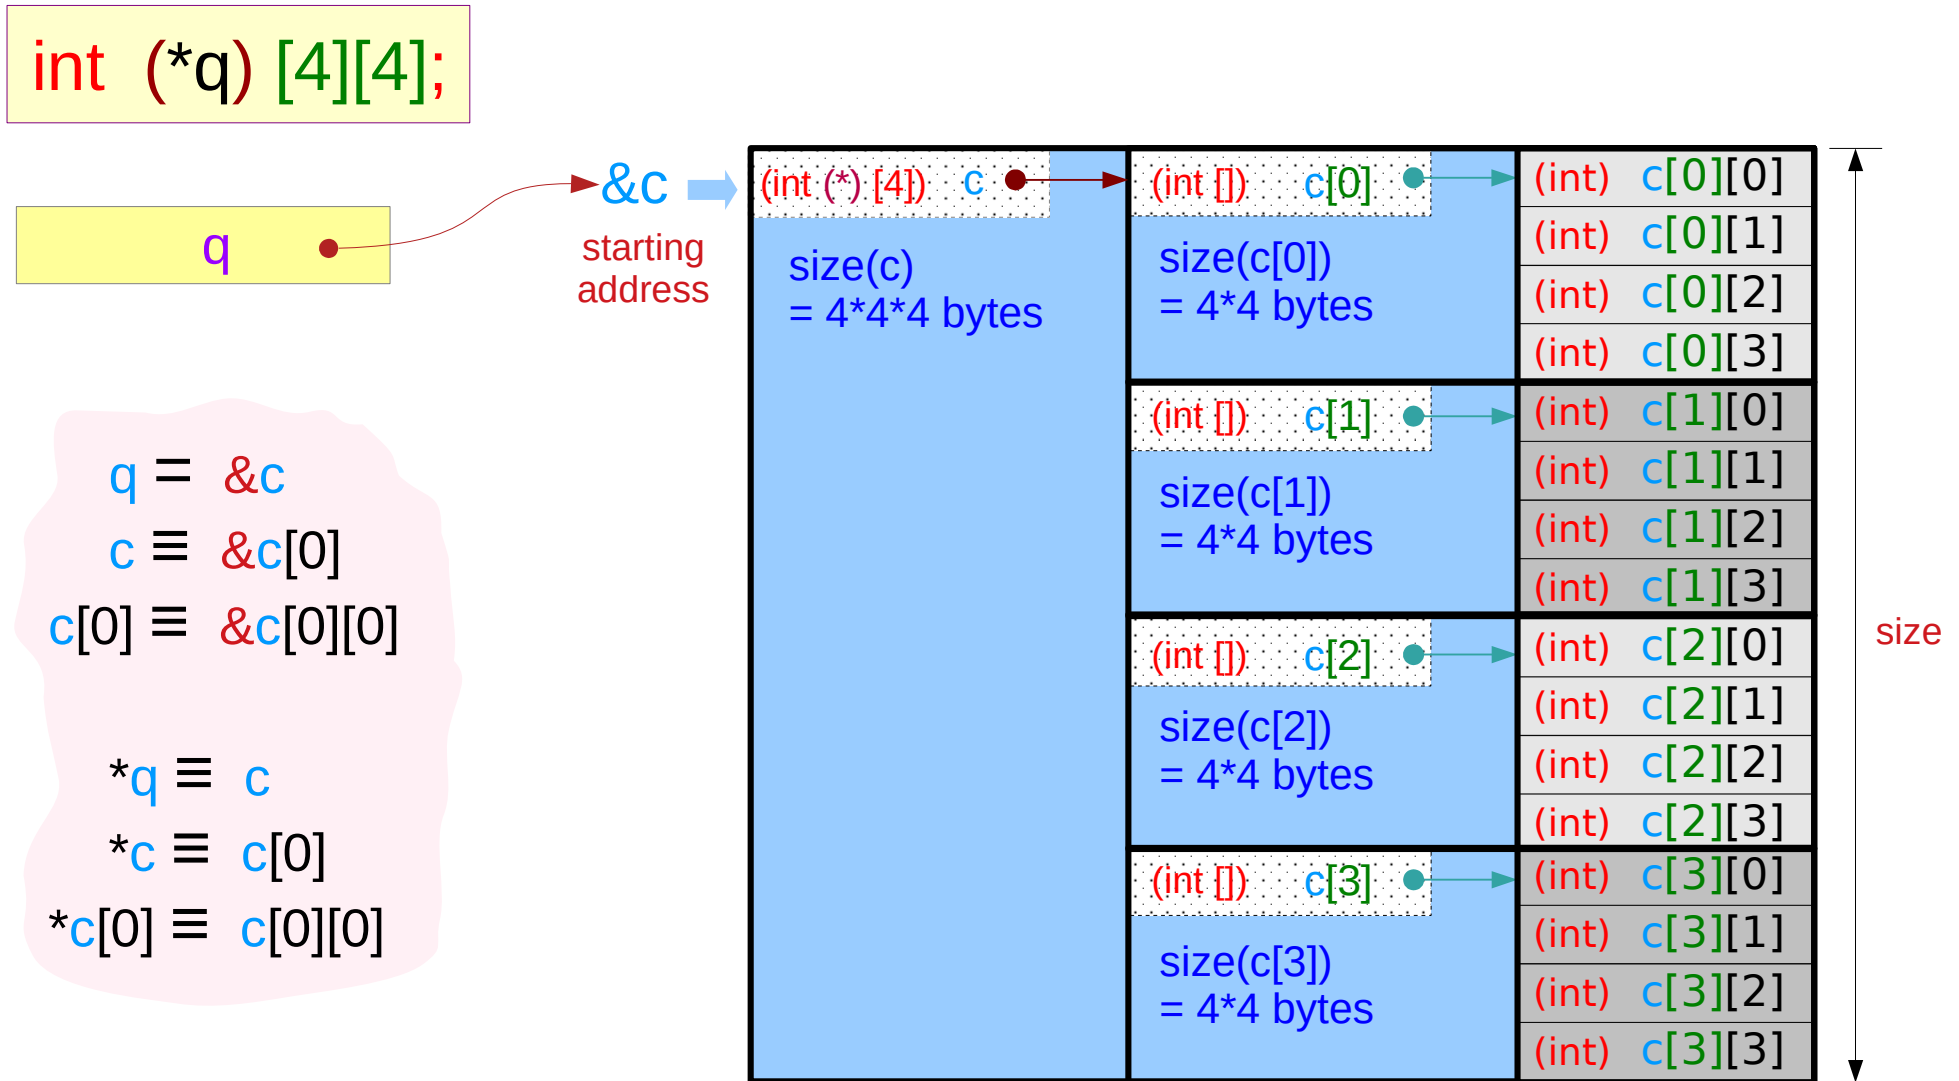 int (*q) [4][4];
q
&c
starting
address
q = &c
c ≡ &c[0]
c[0] ≡ &c[0][0]
*q ≡ c
*c ≡ c[0]
*c[0] ≡ c[0][0]
(int (*) [4]) c
size(c)
= 4*4*4 bytes
(int []) c[0]
size(c[0])
= 4*4 bytes
(int []) c[1]
size(c[1])
= 4*4 bytes
(int []) c[2]
size(c[2])
= 4*4 bytes
(int []) c[3]
size(c[3])
= 4*4 bytes
(int) c[0][0]
(int) c[0][1]
(int) c[0][2]
(int) c[0][3]
(int) c[1][0]
(int) c[1][1]
(int) c[1][2]
(int) c[1][3]
(int) c[2][0]
(int) c[2][1]
(int) c[2][2]
(int) c[2][3]
(int) c[3][0]
(int) c[3][1]
(int) c[3][2]
(int) c[3][3]
size